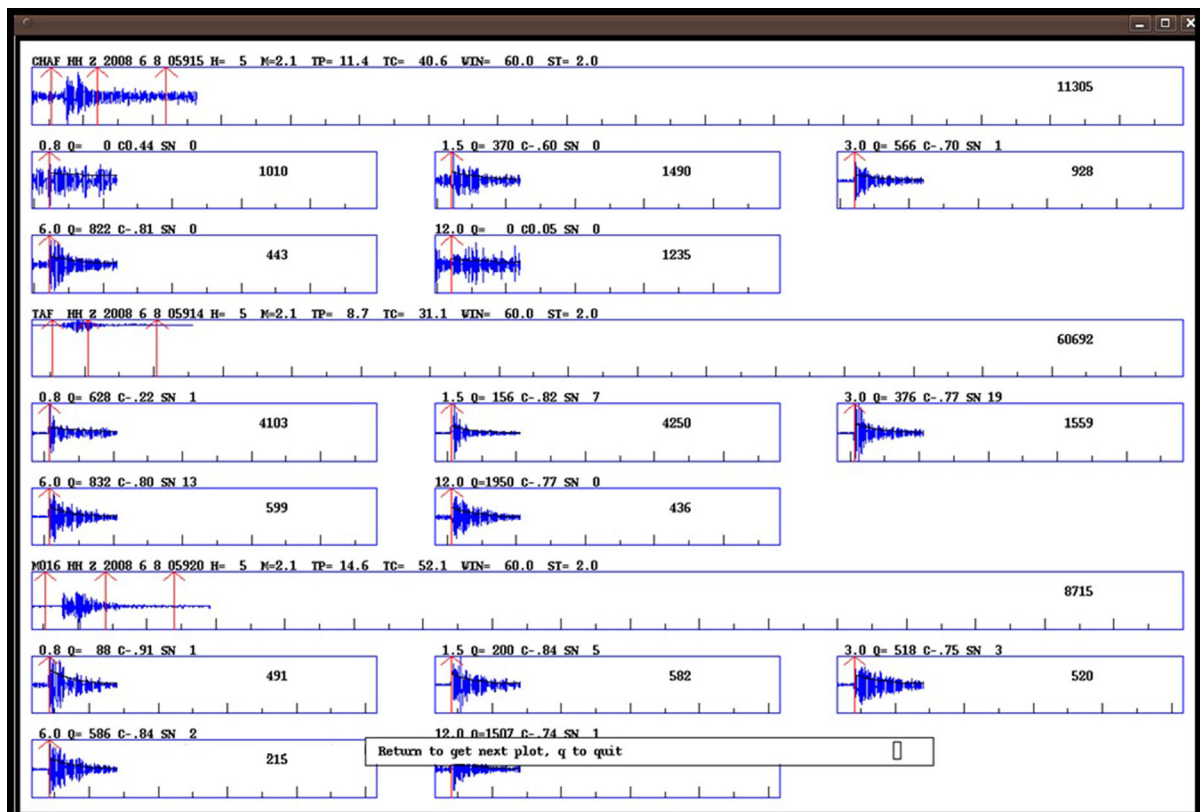 CHAF HH Z 2008 6 8 05915 H= 5 M=2.1 TP= 11.4 TC= 40.6 WIN= 60.0 ST= 2.0
11305
0.8 Q= 0 C0.44 SN 0
1010
1.5 Q= 370 C-.60 SN 0
1490
3.0 Q= 566 C-.70 SN 1
928
6.0 Q= 822 C-.81 SN 0
443
12.0 Q= 0 C0.05 SN 0
1235
TAF HH Z 2008 6 8 05914 H= 5 M=2.1 TP= 8.7 TC= 31.1 WIN= 60.0 ST= 2.0
60692
0.8 Q= 628 C-.22 SN 1
4103
1.5 Q= 156 C-.82 SN 7
4250
3.0 Q= 376 C-.77 SN 19
1559
6.0 Q= 832 C-.80 SN 13
599
12.0 Q=1950 C-.77 SN 0
436
M016 HH Z 2008 6 8 05920 H= 5 M=2.1 TP= 14.6 TC= 52.1 WIN= 60.0 ST= 2.0
8715
0.8 Q= 88 C-.91 SN 1
491
1.5 Q= 200 C-.84 SN 5
582
3.0 Q= 518 C-.75 SN 3
520
6.0 Q= 586 C-.84 SN 2
215
12.0 Q=1507 C-.74 SN 1
Return to get next plot, q to quit